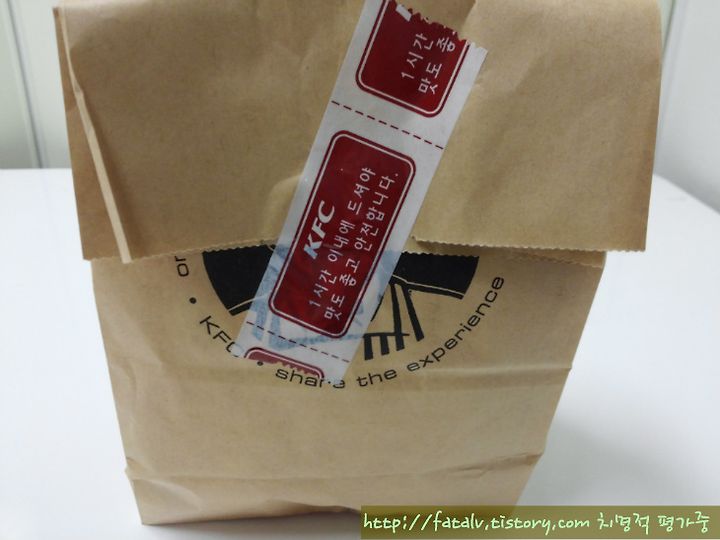 1시간
맛도 좋
KFC
1시간 이내에 드셔야
맛도 좋고 안전합니다.
or
• KFC • share the experience
http://fatalv.tistory.com 치명적 평가중